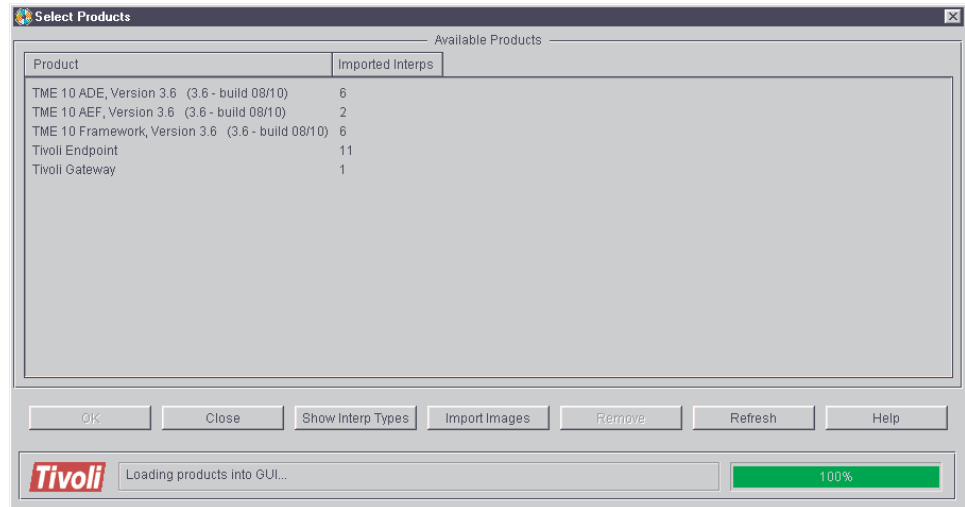 Select Products
Available Products
Product Imported Interps
TME 10 ADE, Version 3.6 (3.6 - build 08/10) 6
TME 10 AEF, Version 3.6 (3.6 - build 08/10) 2
TME 10 Framework, Version 3.6 (3.6 - build 08/10) 6
Tivoli Endpoint 11
Tivoli Gateway 1
OK Close Show Interp Types Import Images Remove Refresh Help
Tivoli Loading products into GUI... 100%